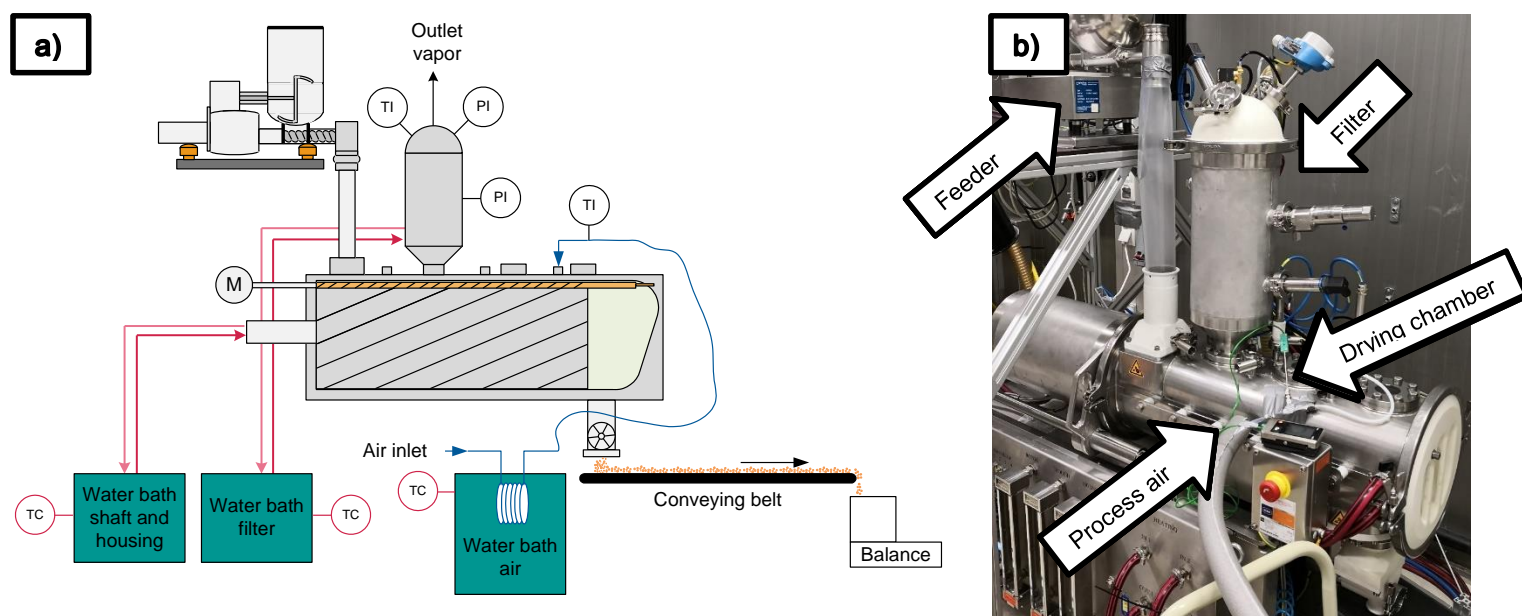 a)
Outlet
vapor
TI
PI
PI
TI
M
Air inlet
TC
Water bath
shaft and
housing
Water bath
filter
TC
TC
Water bath
air
Conveying belt
Balance
b)
Feeder
Filter
Drying chamber
Process air